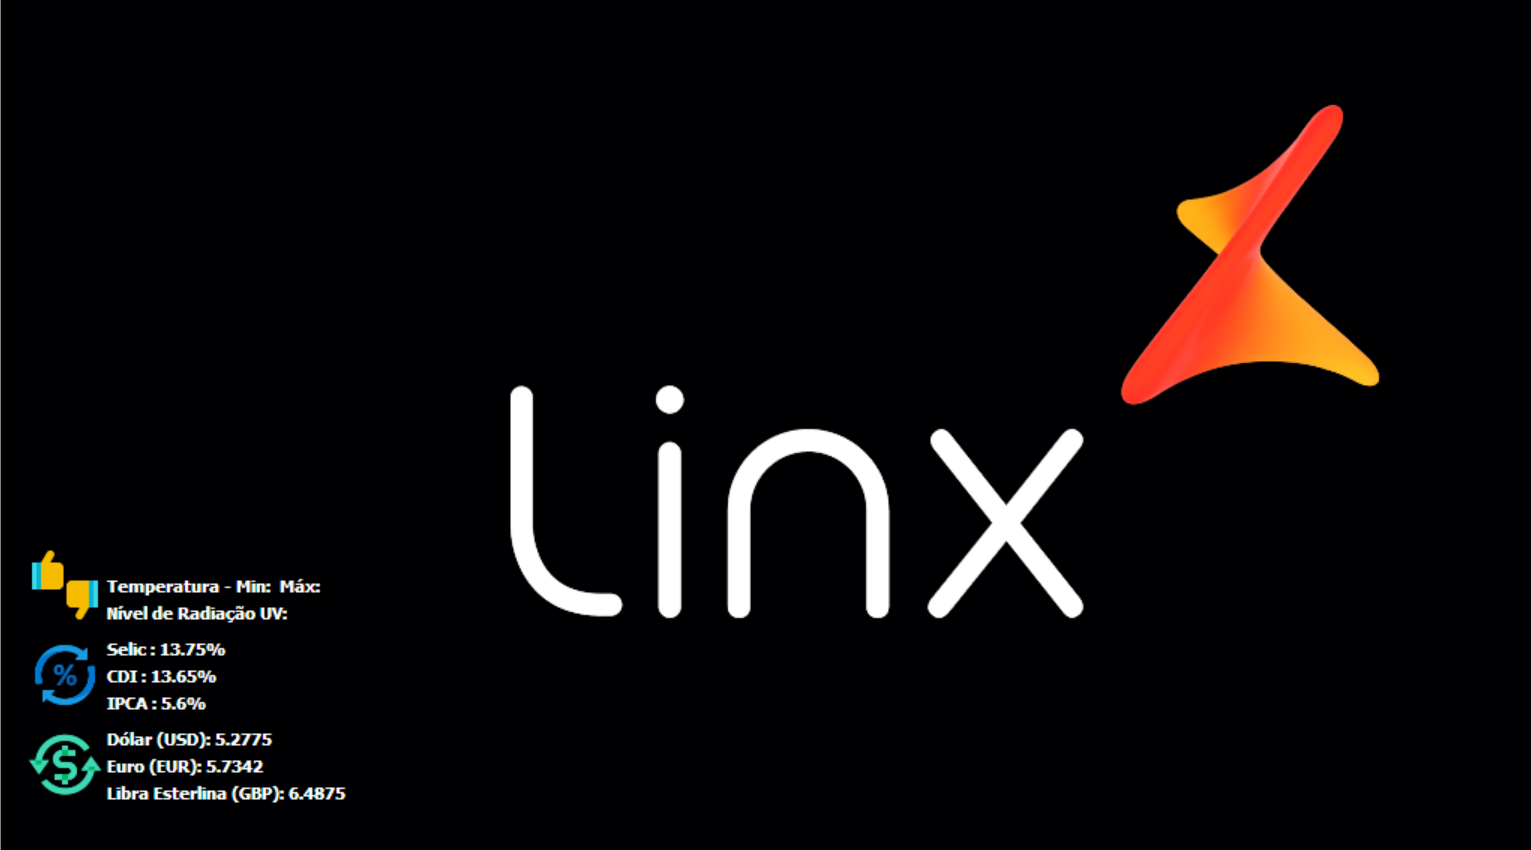 linx
Temperatura - Min: Máx:
Nível de Radiação UV:
%
Selic : 13.75%
CDI : 13.65%
IPCA : 5.6%
$
Dólar (USD): 5.2775
Euro (EUR): 5.7342
Libra Esterlina (GBP): 6.4875